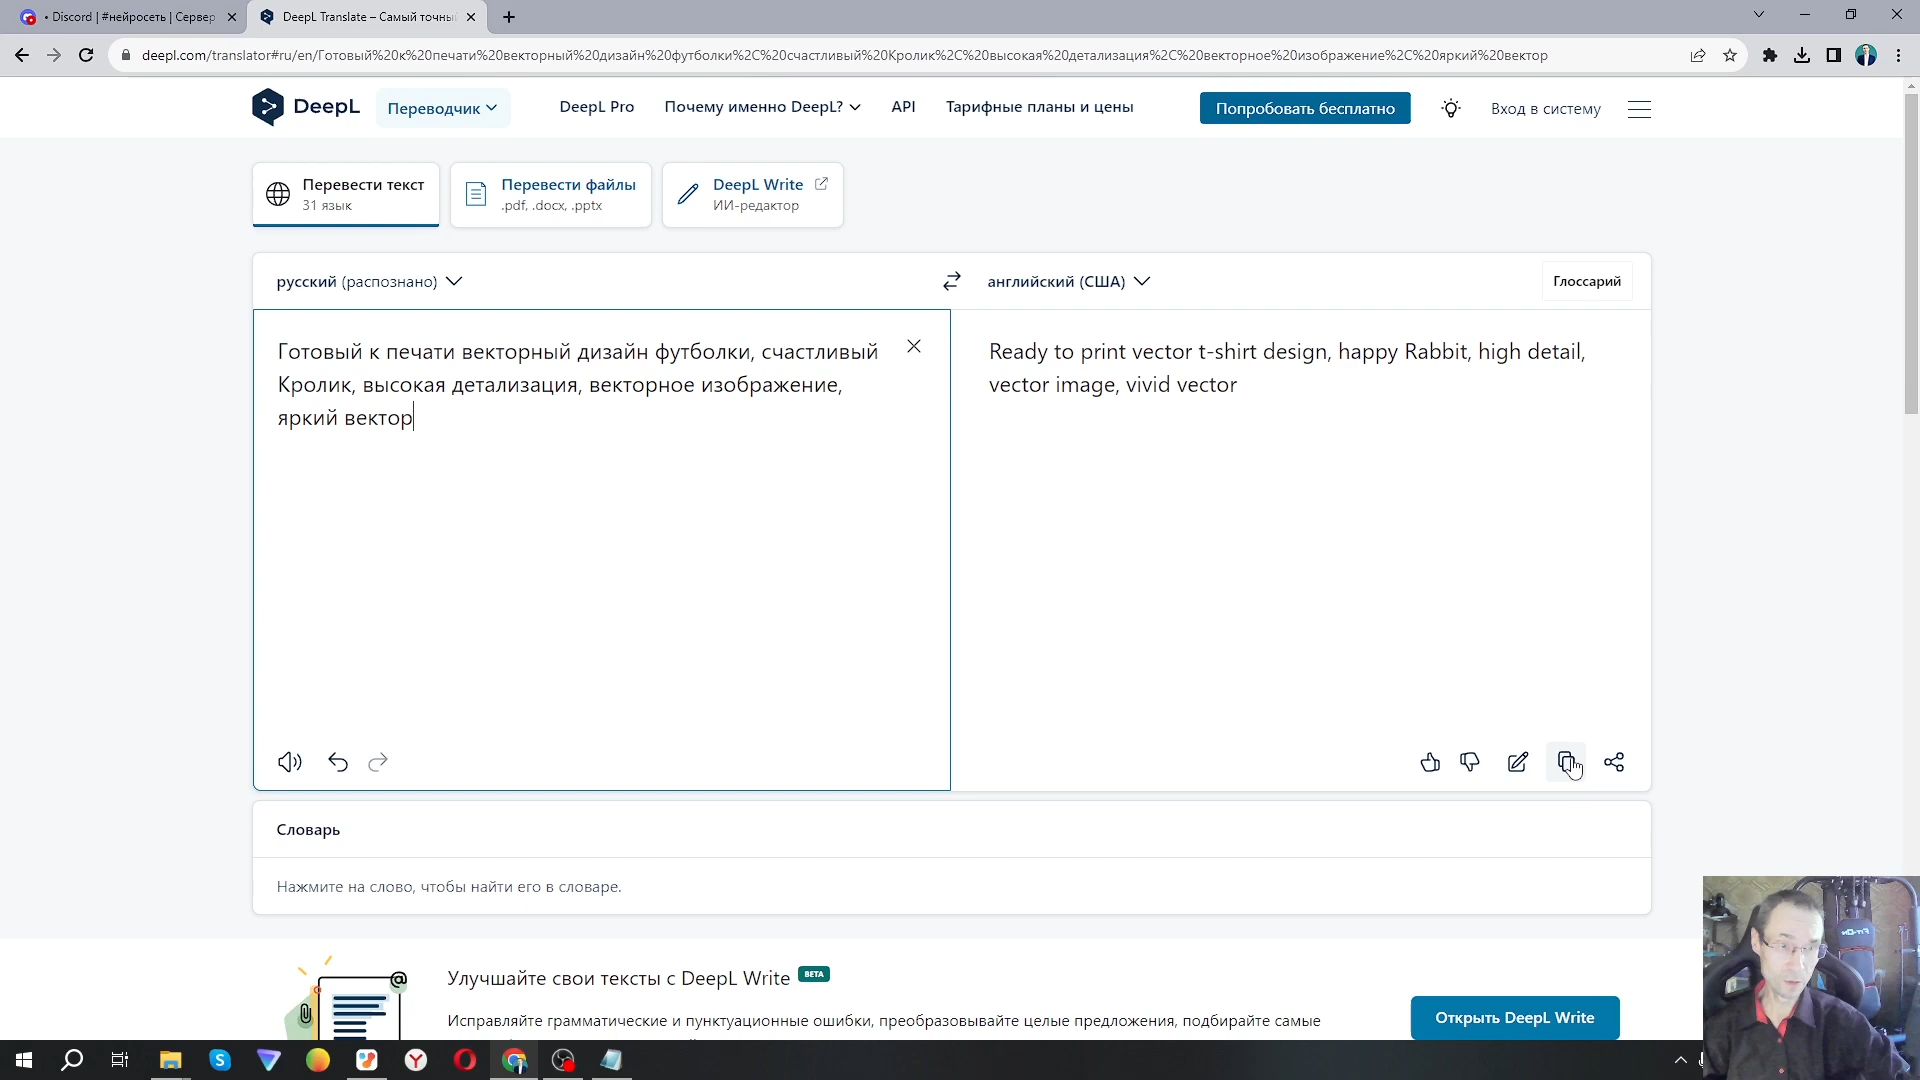 • Discord | #нейросеть | Сервер
DeepL Translate – Самый точны
deepl.com/translator#ru/en/Готовый%20к%20печати%20векторный%20дизайн%20футболки%2C%20счастливый%20Кролик%2C%20высокая%20детализация%2C%20векторное%20изображение%2C%20яркий%20вектор
DeepL
Переводчик
DeepL Pro
Почему именно DeepL?
API
Тарифные планы и цены
Попробовать бесплатно
Вход в систему
Перевести текст
31 язык
Перевести файлы
.pdf, .docx, .pptx
DeepL Write
ИИ-редактор
русский (распознано)
английский (США)
Глоссарий
Готовый к печати векторный дизайн футболки, счастливый
Кролик, высокая детализация, векторное изображение,
яркий вектор
Ready to print vector t-shirt design, happy Rabbit, high detail,
vector image, vivid vector
Словарь
Нажмите на слово, чтобы найти его в словаре.
Улучшайте свои тексты с DeepL Write BETA
Исправляйте грамматические и пунктуационные ошибки, преобразовывайте целые предложения, подбирайте самые
Открыть DeepL Write